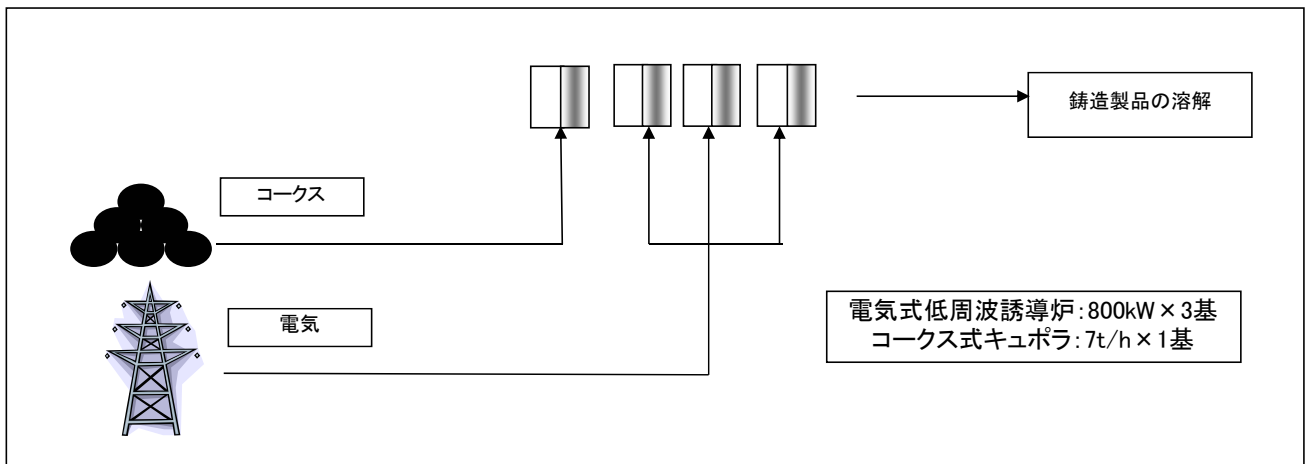 鋳造製品の溶解
コークス
電気
電気式低周波誘導炉:800kW×3基
コークス式キュポラ:7t/h×1基